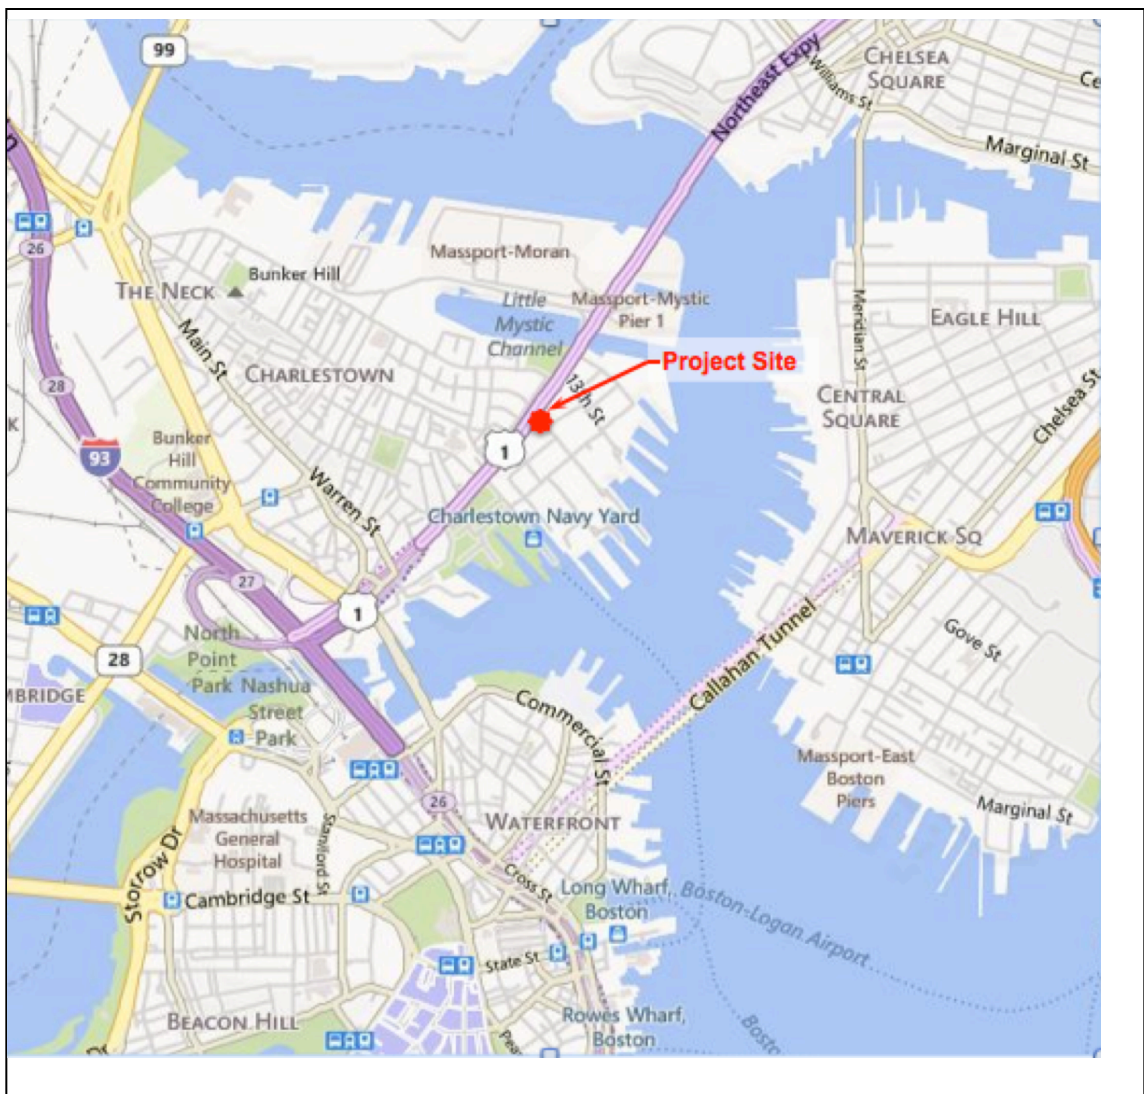 99
Northeast Expy
CHELSEA
SQUARE
Williams St
Ce
Marginal St
26
Bunker Hill
THE NECK
Massport-Moran
Little
Mystic
Channel
Massport-Mystic
Pier 1
Main St
CHARLESTOWN
28
Project Site
13th St
Meridian St
EAGLE HILL
CENTRAL
SQUARE
Chelsea St
K
93
Bunker
Hill
Community
College
1
Warren St
Charlestown Navy Yard
MAVERICK SQ
27
1
North
Point
Park
28
MBRIDGE
Nashua
Street
Park
Gove St
Callahan Tunnel
Commercial St
Massport-East
Boston
Piers
Marginal St
26
Massachusetts
General
Hospital
Staniford St
WATERFRONT
Storrow Dr
Cambridge St
Cross St
Long Wharf,
Boston
Boston-Logan Airport
State St
BEACON HILL
Rowes Wharf,
Boston
Dr
Pea
Bosto